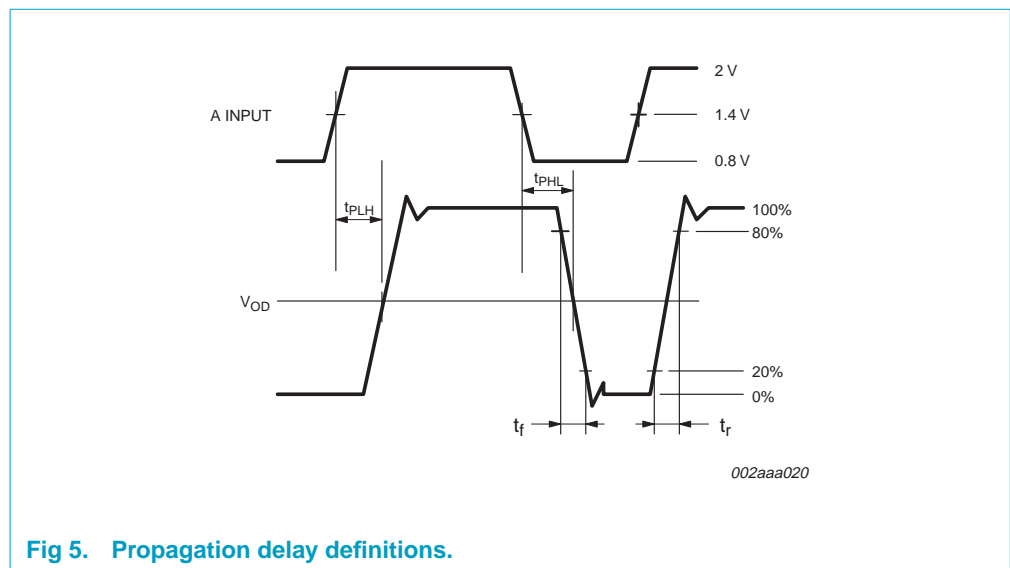 2 V
A INPUT
1.4 V
0.8 V
tPHL
tPLH
100%
80%
VOD
20%
0%
tf
tr
002aaa020
Fig 5. Propagation delay definitions.